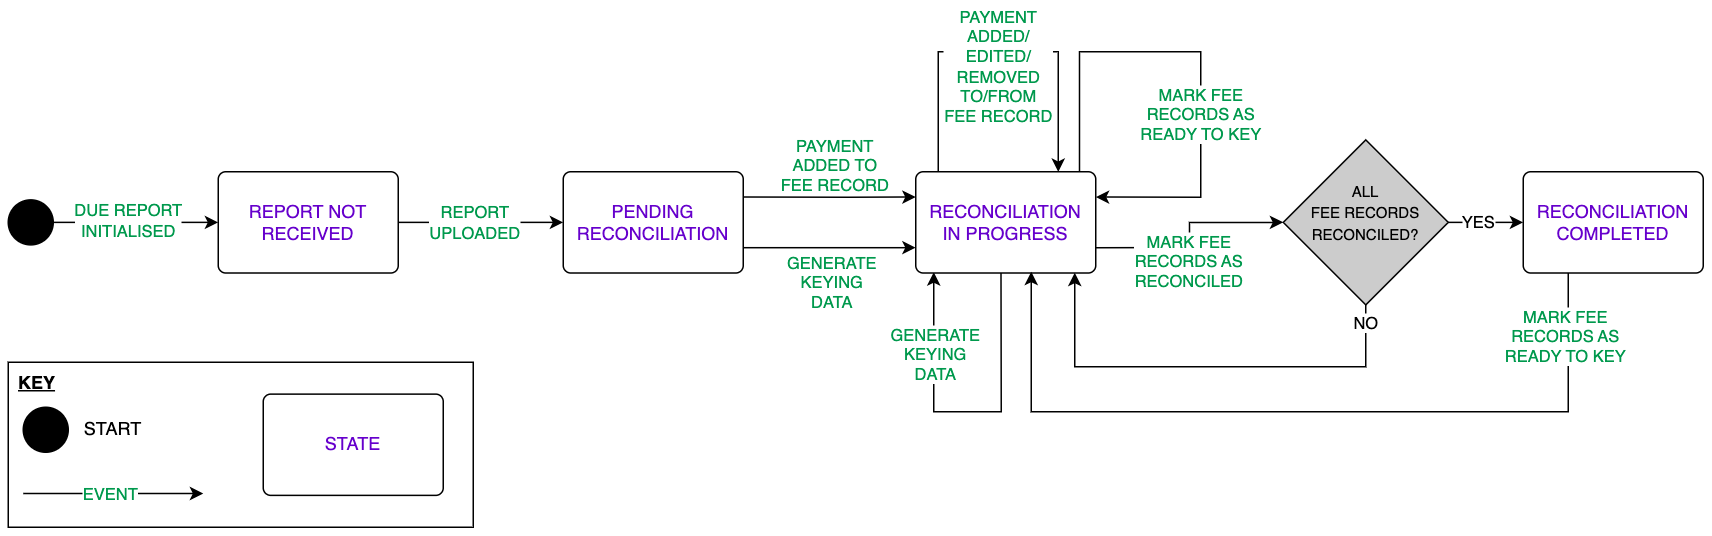 DUE REPORT
INITIALISED
REPORT NOT
RECEIVED
REPORT
UPLOADED
PENDING
RECONCILIATION
PAYMENT
ADDED TO
FEE RECORD
GENERATE
KEYING
DATA
PAYMENT
ADDED/
EDITED/
REMOVED
TO/FROM
FEE RECORD
MARK FEE
RECORDS AS
READY TO KEY
RECONCILIATION
IN PROGRESS
GENERATE
KEYING
DATA
MARK FEE
RECORDS AS
RECONCILED
ALL
FEE RECORDS
RECONCILED?
YES
NO
RECONCILIATION
COMPLETED
MARK FEE
RECORDS AS
READY TO KEY
KEY
START
STATE
EVENT